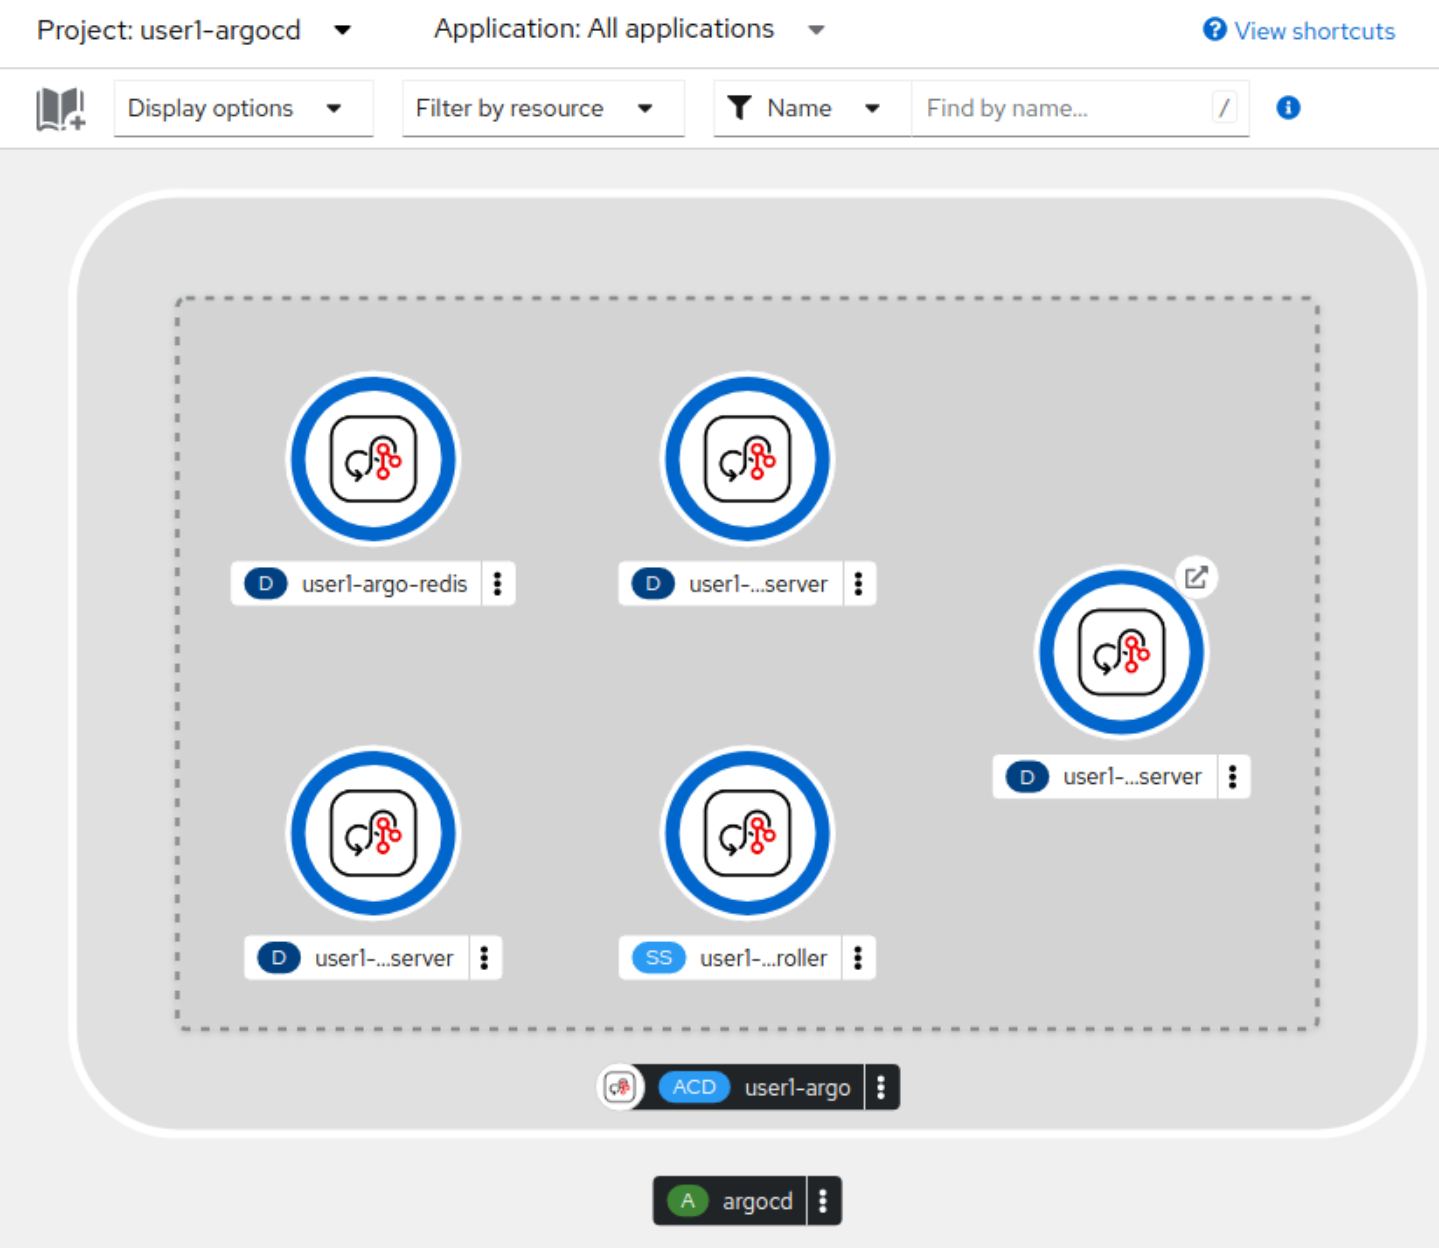 Project: user1-argocd Application: All applications View shortcuts
Display options Filter by resource Name Find by name... /
D user1-argo-redis D user1-...server
D user1-...server
D user1-...server SS user1-...roller
ACD user1-argo
A argocd